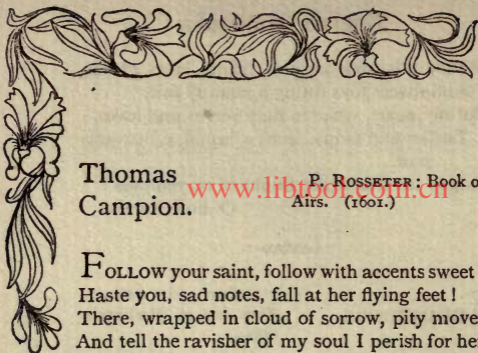 Thomas P. ROSSETER : Book o
www.libtool.com.cn
Campion. Airs. (1601.)
FOLLOW your saint, follow with accents sweet
Haste you, sad notes, fall at her flying feet !
There, wrapped in cloud of sorrow, pity move
And tell the ravisher of my soul I perish for he